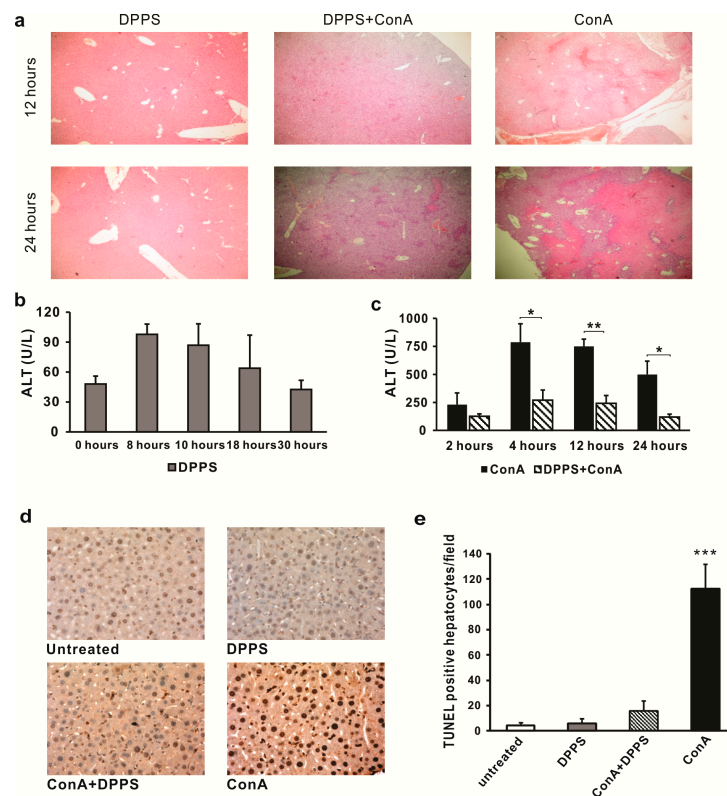 a
DPPS DPPS+ConA ConA
12 hours
24 hours
b
ALT (U/L)
120
90
60
30
0
0 hours 8 hours 10 hours 18 hours 30 hours
DPPS
c
ALT (U/L)
1000
750
500
250
0
* ** *
2 hours 4 hours 12 hours 24 hours
ConA DPPS+ConA
d
Untreated DPPS
ConA+DPPS ConA
e
TUNEL positive hepatocytes/field
140
120
100
80
60
40
20
0
***
untreated DPPS ConA+DPPS ConA